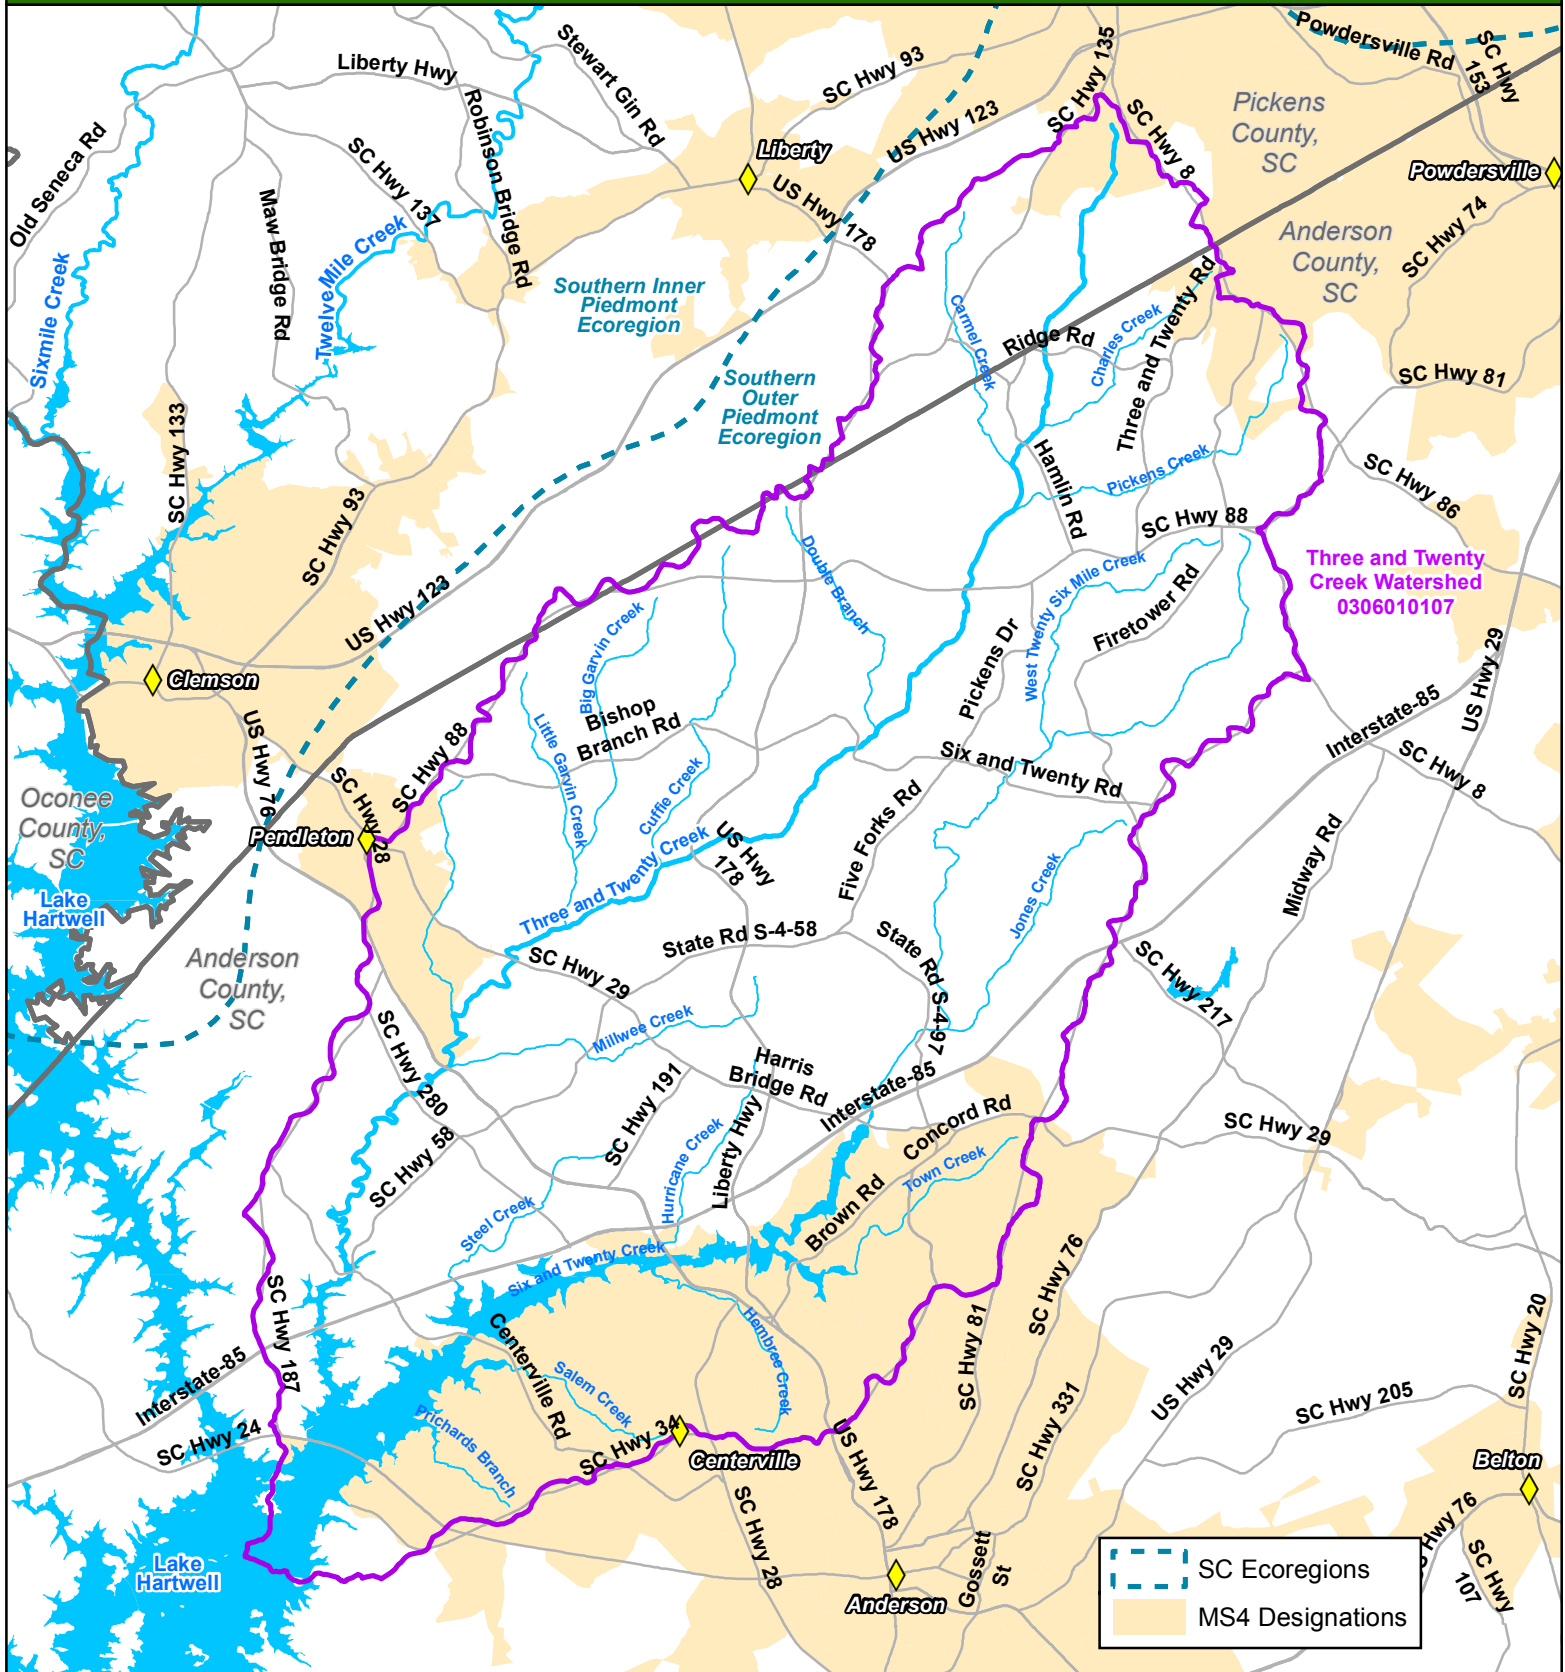 Powdersville Rd
SC Hwy
153
SC Hwy 135
Stewart Gin Rd
Liberty Hwy
SC Hwy 93
Robinson Bridge Rd
US Hwy 123
SC Hwy 8
Pickens
County,
SC
Old Seneca Rd
SC Hwy 137
Liberty
Powdersville
Maw Bridge Rd
US Hwy 178
SC Hwy 74
Anderson
County,
SC
Sixmile Creek
Twelve Mile Creek
Southern Inner
Piedmont
Ecoregion
Carmel Creek
Ridge Rd
Charles Creek
Three and Twenty Rd
SC Hwy 81
Southern
Outer
Piedmont
Ecoregion
SC Hwy 133
SC Hwy 93
Hamlin Rd
Pickens Creek
SC Hwy 86
SC Hwy 88
Double Branch
US Hwy 123
Three and Twenty
Creek Watershed
0306010107
West Twenty Six Mile Creek
Firetower Rd
Big Garvin Creek
Pickens Dr
US Hwy 29
Clemson
Bishop
Branch Rd
Little Garvin Creek
US Hwy 76
SC Hwy 88
SC Hwy 28
Interstate-85
SC Hwy 8
Six and Twenty Rd
Cuffie Creek
Five Forks Rd
Oconee
County,
SC
Pendleton
Three and Twenty Creek
US Hwy
178
Midway Rd
Jones Creek
Lake
Hartwell
State Rd S-4-58
State Rd S-4-97
SC Hwy 29
SC Hwy 217
Anderson
County,
SC
Millwee Creek
SC Hwy 280
Harris
Bridge Rd
Interstate-85
SC Hwy 191
Concord Rd
SC Hwy 29
SC Hwy 58
Hurricane Creek
Liberty Hwy
Town Creek
Brown Rd
Steel Creek
Six and Twenty Creek
SC Hwy 76
SC Hwy 187
Centerville Rd
Hembree Creek
SC Hwy 81
SC Hwy 20
Interstate-85
US Hwy 29
Salem Creek
SC Hwy 331
SC Hwy 205
SC Hwy 24
Prichards Branch
SC Hwy 34
Centerville
US Hwy 178
Belton
SC Hwy 28
Hwy 76
SC Hwy
107
Gossett
St
Lake
Hartwell
Anderson
SC Ecoregions
MS4 Designations